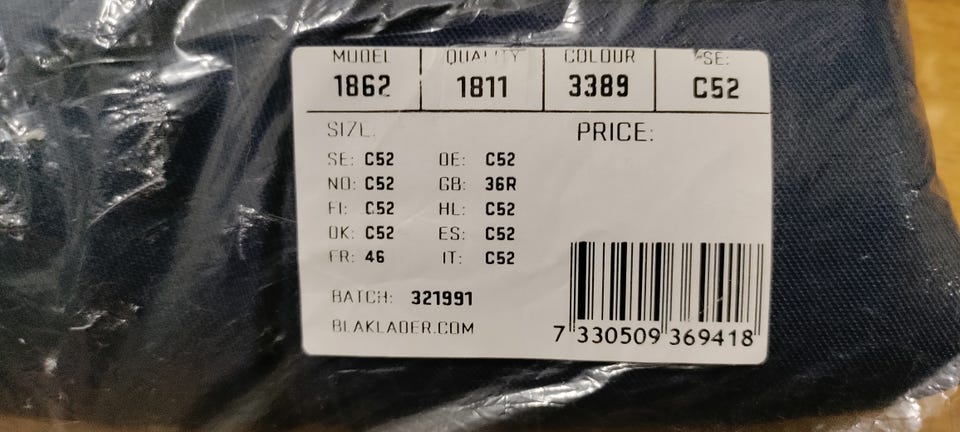 MODEL QUALITY COLOUR SE:
1862 1811 3389 C52
SIZE: PRICE:
SE: C52 DE: C52
NO: C52 GB: 36R
FI: C52 HL: C52
DK: C52 ES: C52
FR: 46 IT: C52
BATCH: 321991
BLAKLADER.COM
7 330509 369418